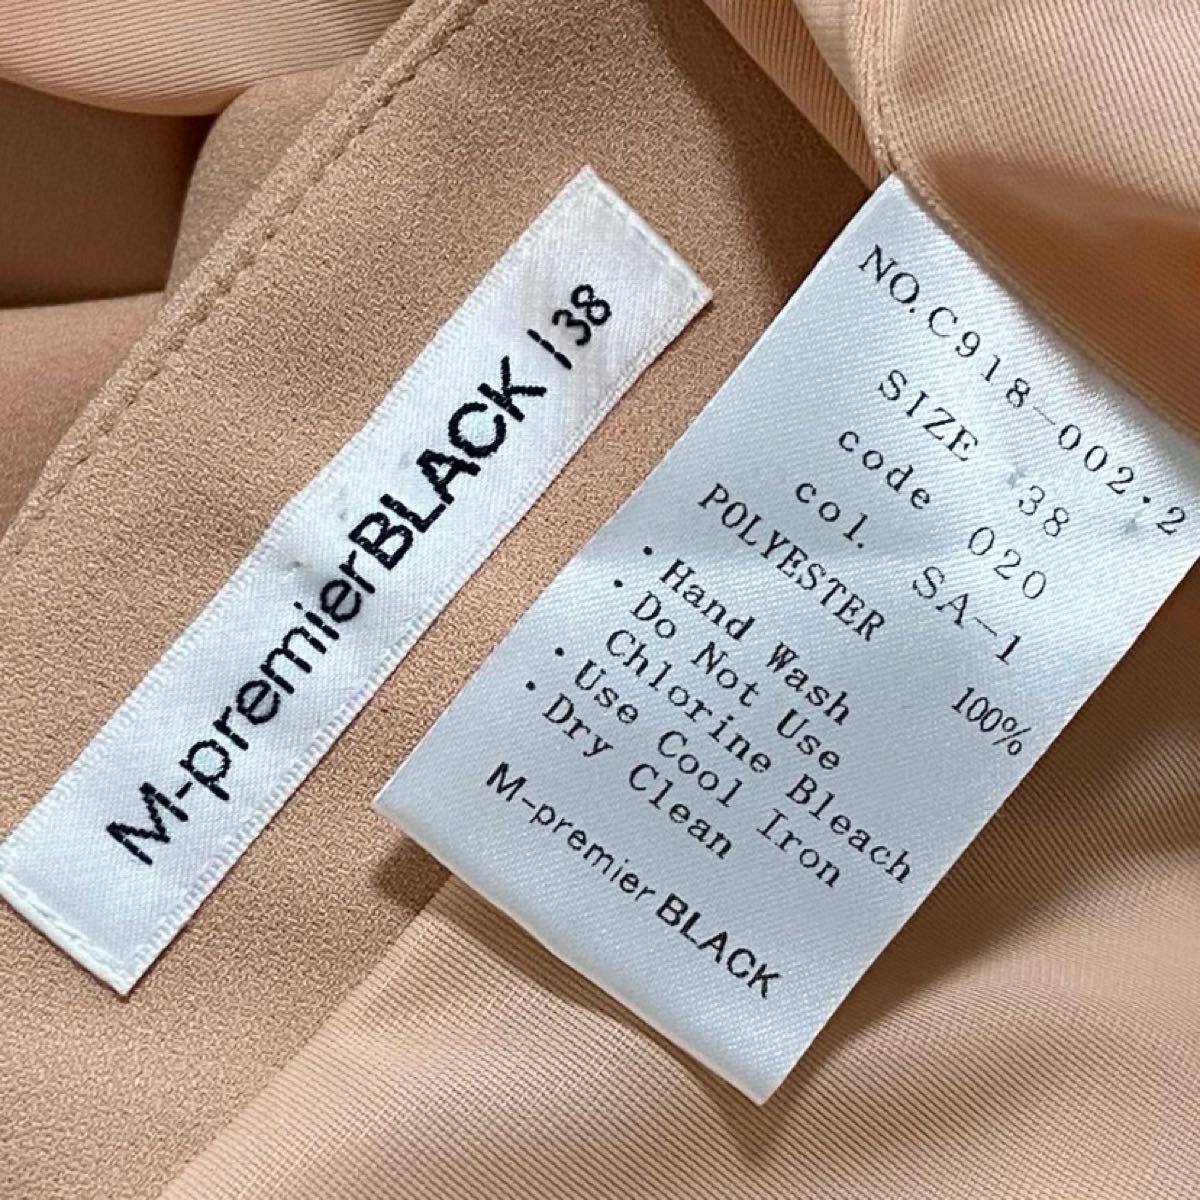 M-premierBLACK | 38
NO.C918-002・2
SIZE 38
code 020
col. SA-1
POLYESTER 100%
・Hand Wash
・Do Not Use
Chlorine Bleach
・Use Cool Iron
・Dry Clean
M-premier BLACK